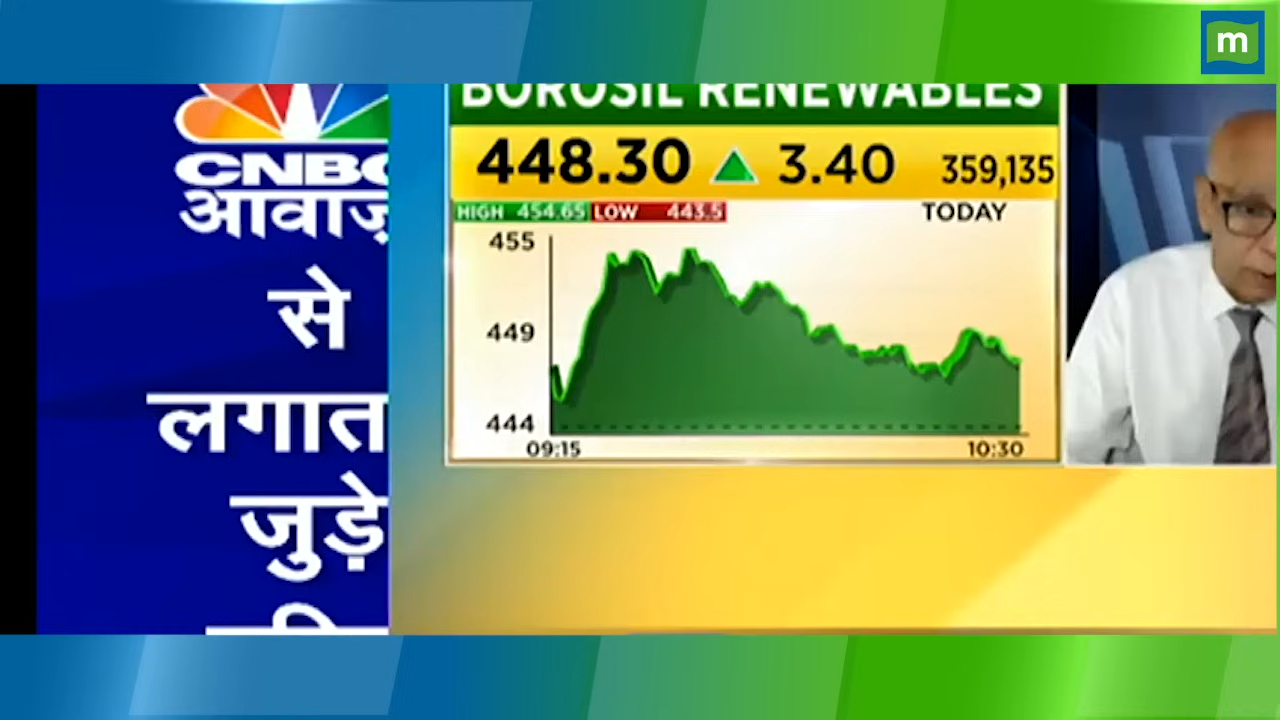 m
BOROSIL RENEWABLES
448.30 ▲ 3.40 359,135
HIGH 454.65 LOW 443.5 TODAY
455
449
444
09:15 10:30
CNBC
आवाज़
से
लगात
जुड़े